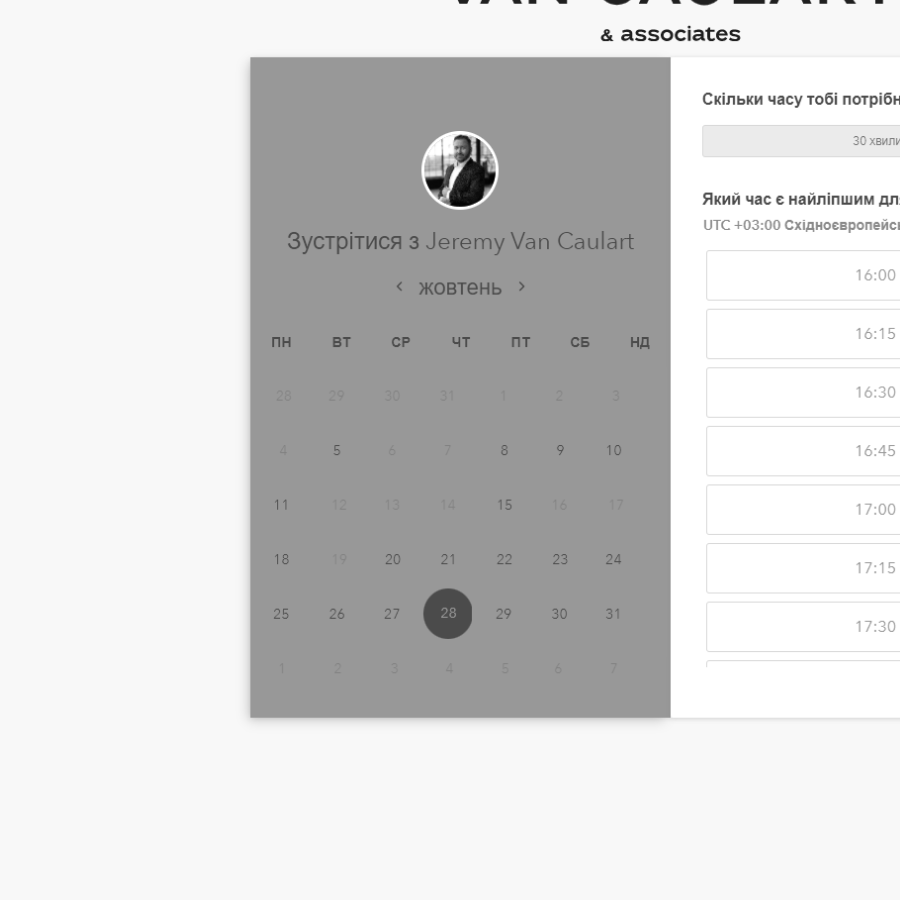 VAN CAULART
& associates
Зустрітися з Jeremy Van Caulart
‹ жовтень ›
ПН ВТ СР ЧТ ПТ СБ НД
28 29 30 31 1 2 3
4 5 6 7 8 9 10
11 12 13 14 15 16 17
18 19 20 21 22 23 24
25 26 27 28 29 30 31
1 2 3 4 5 6 7
Скільки часу тобі потрібн
30 хвили
Який час є найліпшим дл
UTC +03:00 Східноєвропейсь
16:00
16:15
16:30
16:45
17:00
17:15
17:30